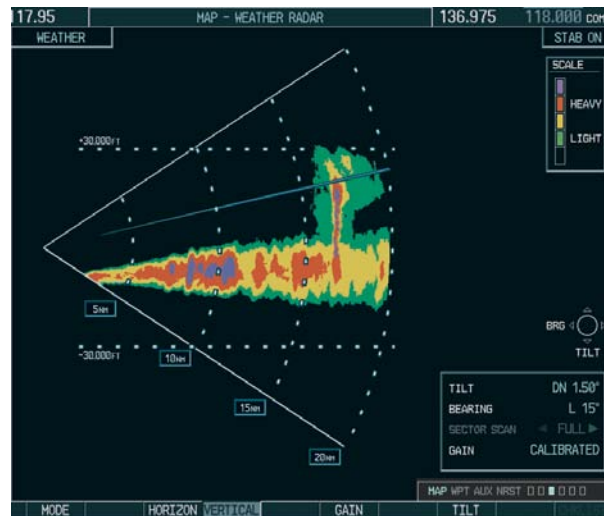 117.95 MAP - WEATHER RADAR 136.975 118.000 COM
WEATHER STAB ON
SCALE
HEAVY
LIGHT
+30,000FT
5NM
-30,000FT
10NM
15NM
20NM
BRG
TILT
TILT DN 1.50°
BEARING L 15°
SECTOR SCAN FULL
GAIN CALIBRATED
MAP WPT AUX NRST
MODE HORIZON VERTICAL GAIN TILT